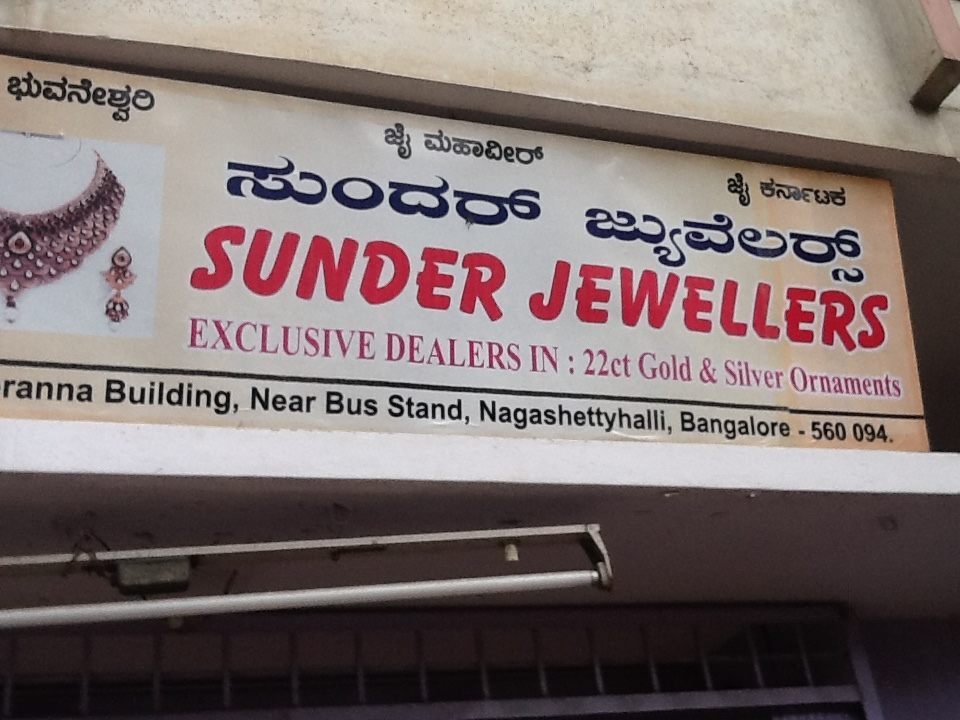 ಭುವನೇಶ್ವರಿ
ಜೈ ಮಹಾವೀರ್
ಜೈ ಕರ್ನಾಟಕ
ಸುಂದರ್ ಜ್ಯುವೆಲರ್ಸ್
SUNDER JEWELLERS
EXCLUSIVE DEALERS IN : 22ct Gold & Silver Ornaments
Building, Near Bus Stand, Nagashettyhalli, Bangalore - 560 094.